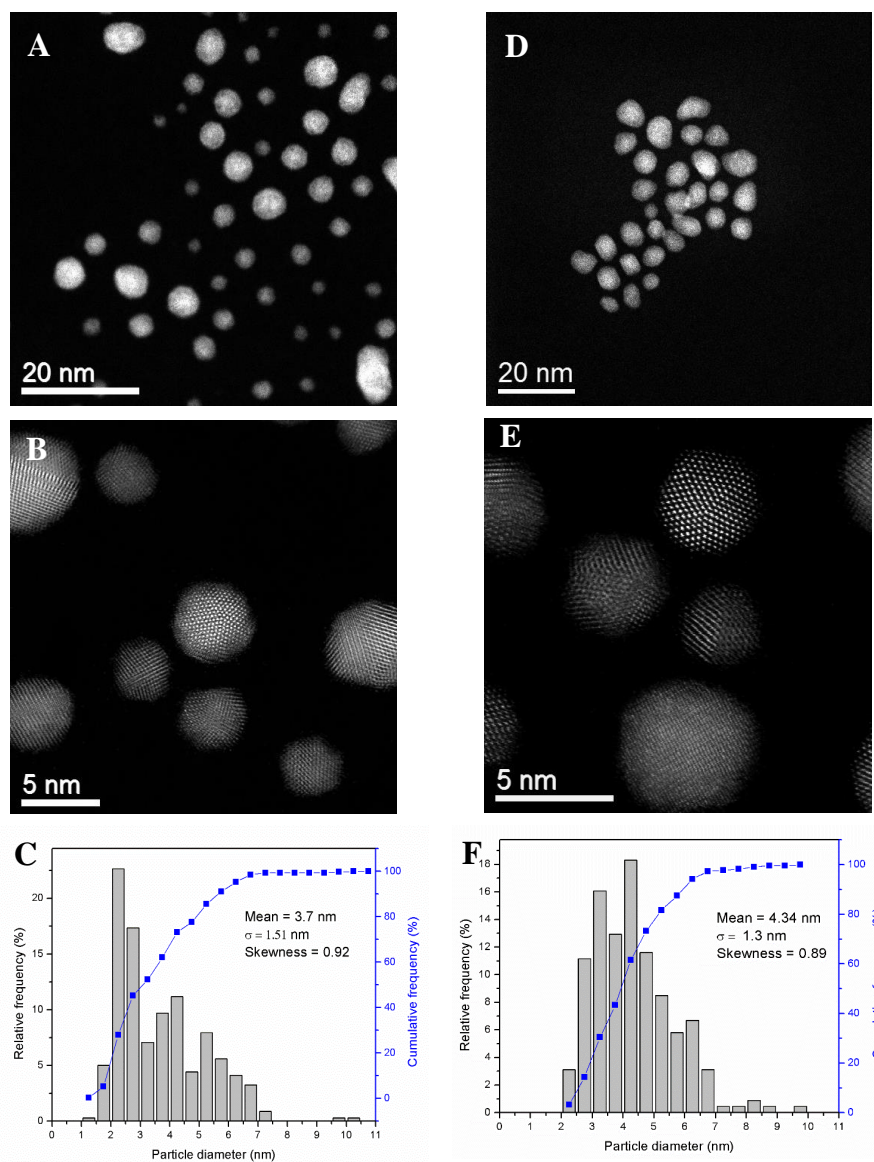 A
20 nm
D
20 nm
B
5 nm
E
5 nm
C
Relative frequency (%)
20
15
10
5
0
Mean = 3.7 nm
σ = 1.51 nm
Skewness = 0.92
100
80
60
40
20
0
Cumulative frequency (%)
0 1 2 3 4 5 6 7 8 9 10 11
Particle diameter (nm)
F
Relative frequency (%)
18
16
14
12
10
8
6
4
2
0
Mean = 4.34 nm
σ = 1.3 nm
Skewness = 0.89
100
80
60
40
20
0
0 1 2 3 4 5 6 7 8 9 10 11
Particle diameter (nm)